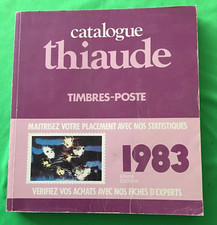 catalogue
thiaude
TIMBRES-POSTE
MAITRISEZ VOTRE PLACEMENT AVEC NOS STATISTIQUES
1983
VERIFIEZ VOS ACHATS AVEC NOS FICHES D'EXPERTS